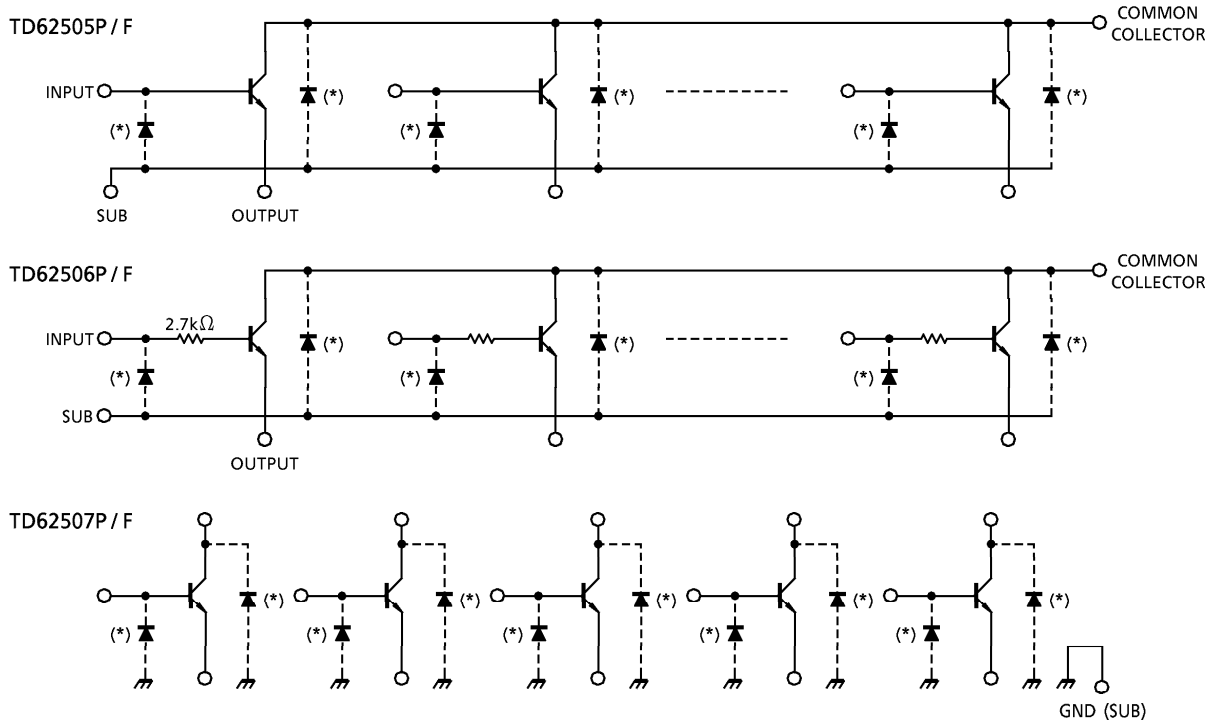 TD62505P / F
COMMON
COLLECTOR
INPUT
(*)
(*)
(*)
(*)
(*)
(*)
SUB
OUTPUT
TD62506P / F
COMMON
COLLECTOR
2.7kΩ
INPUT
(*)
(*)
(*)
(*)
(*)
(*)
SUB
OUTPUT
TD62507P / F
(*)
(*)
(*)
(*)
(*)
(*)
(*)
(*)
(*)
(*)
GND (SUB)